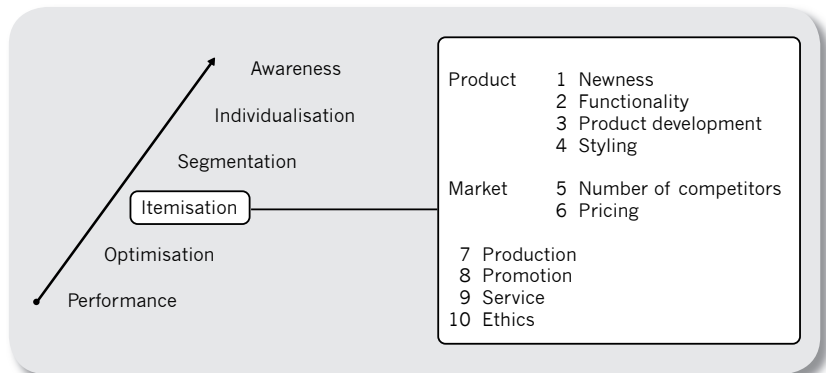 Awareness
Individualisation
Segmentation
Itemisation
Optimisation
Performance
Product 1 Newness
2 Functionality
3 Product development
4 Styling
Market 5 Number of competitors
6 Pricing
7 Production
8 Promotion
9 Service
10 Ethics